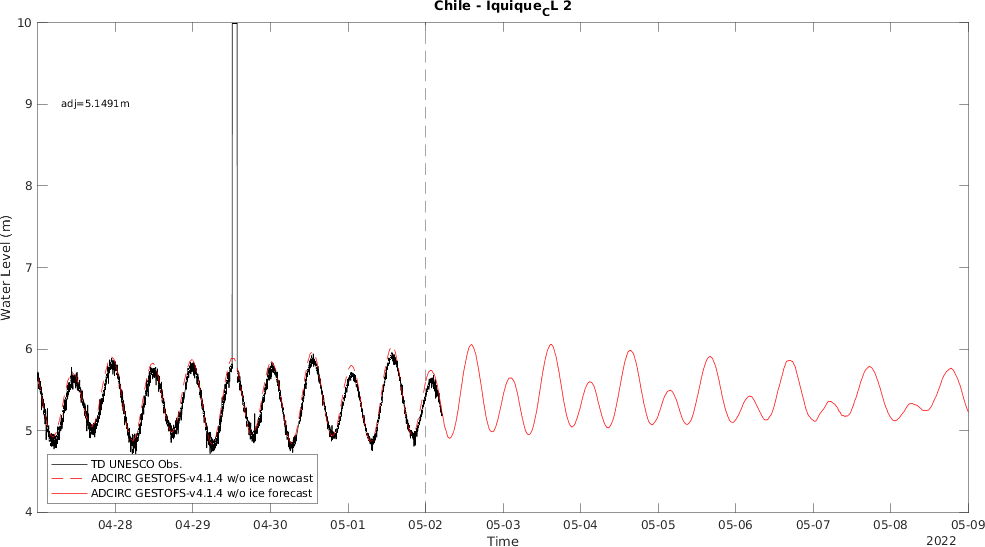 Chile - Iquique_CL 2
10
9
8
7
6
5
4
Water Level (m)
adj=5.1491m
TD UNESCO Obs.
ADCIRC GESTOFS-v4.1.4 w/o ice nowcast
ADCIRC GESTOFS-v4.1.4 w/o ice forecast
04-28 04-29 04-30 05-01 05-02 05-03 05-04 05-05 05-06 05-07 05-08 05-09
Time
2022